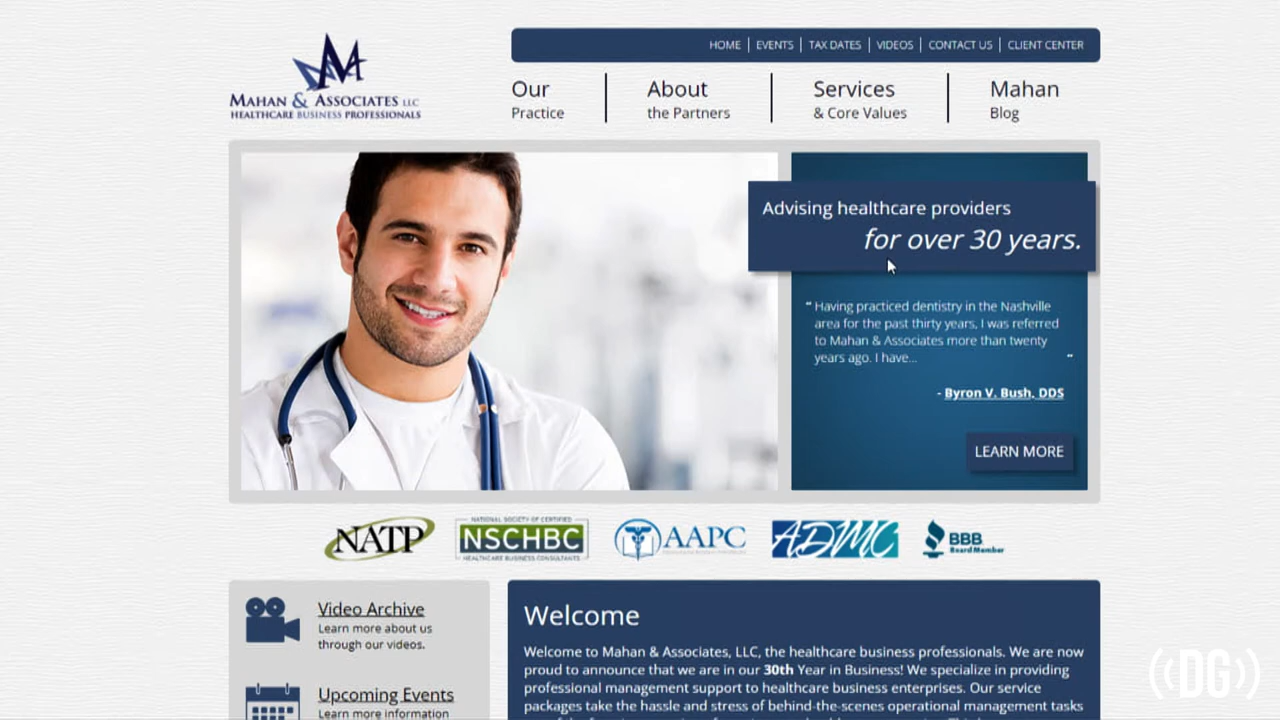 HOME | EVENTS | TAX DATES | VIDEOS | CONTACT US | CLIENT CENTER
MAHAN & ASSOCIATES LLC
HEALTHCARE BUSINESS PROFESSIONALS
Our
Practice
About
the Partners
Services
& Core Values
Mahan
Blog
Advising healthcare providers
for over 30 years.
“ Having practiced dentistry in the Nashville
area for the past thirty years, I was referred
to Mahan & Associates more than twenty
years ago. I have... ”
- Byron V. Bush, DDS
LEARN MORE
NATP
NATIONAL SOCIETY OF CERTIFIED
NSCHBC
HEALTHCARE BUSINESS CONSULTANTS
AAPC
ADMC
BBB
Board Member
Video Archive
Learn more about us
through our videos.
Upcoming Events
Learn more information
Welcome
Welcome to Mahan & Associates, LLC, the healthcare business professionals. We are now
proud to announce that we are in our 30th Year in Business! We specialize in providing
professional management support to healthcare business enterprises. Our service
packages take the hassle and stress of behind-the-scenes operational management tasks
DG